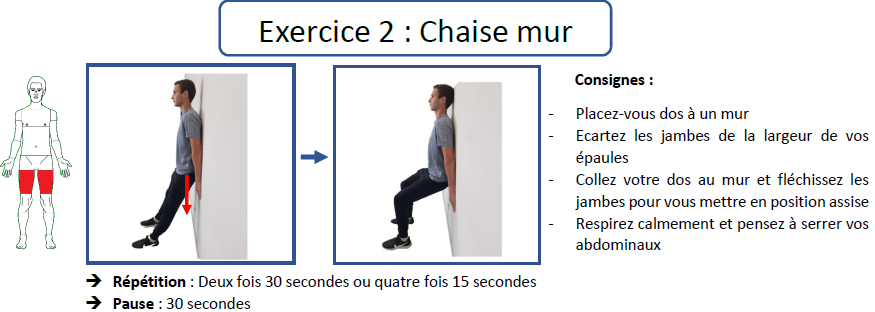 Exercice 2 : Chaise mur
Consignes :
- Placez-vous dos à un mur
- Ecartez les jambes de la largeur de vos
épaules
- Collez votre dos au mur et fléchissez les
jambes pour vous mettre en position assise
- Respirez calmement et pensez à serrer vos
abdominaux
➔ Répétition : Deux fois 30 secondes ou quatre fois 15 secondes
➔ Pause : 30 secondes